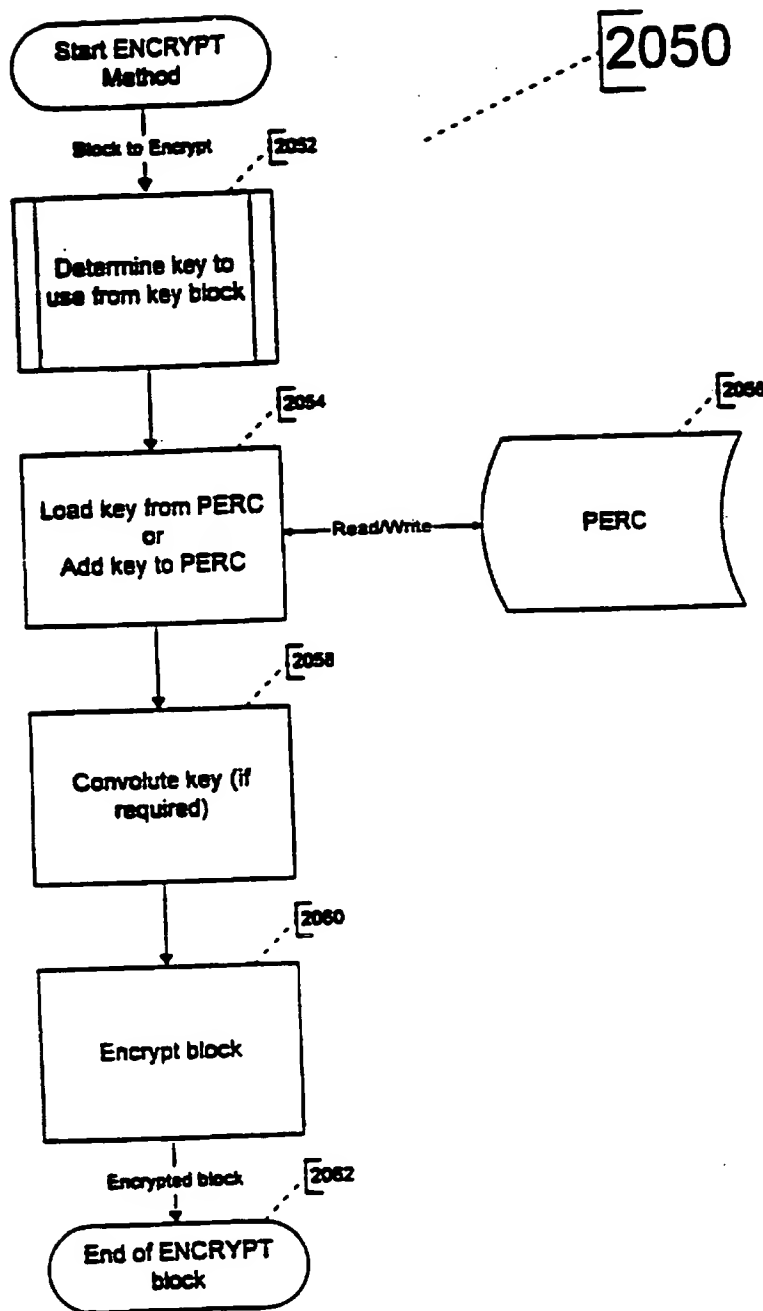 2050
Start ENCRYPT
Method
Block to Encrypt
2052
Determine key to
use from key block
2054
Load key from PERC
or
Add key to PERC
Read/Write
2056
PERC
2058
Convolute key (if
required)
2060
Encrypt block
Encrypted block
2062
End of ENCRYPT
block